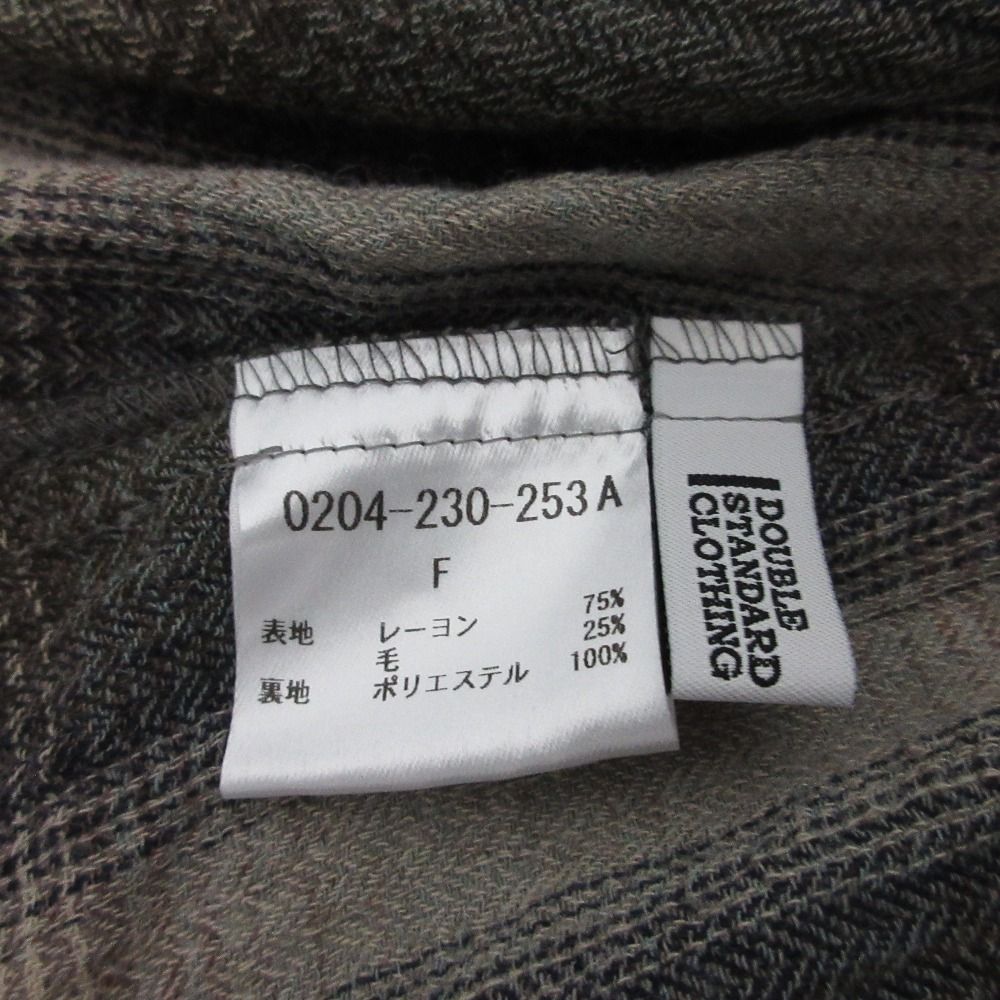 0204-230-253 A
F
表地 レーヨン 75%
毛 25%
裏地 ポリエステル 100%
DOUBLE
STANDARD
CLOTHING